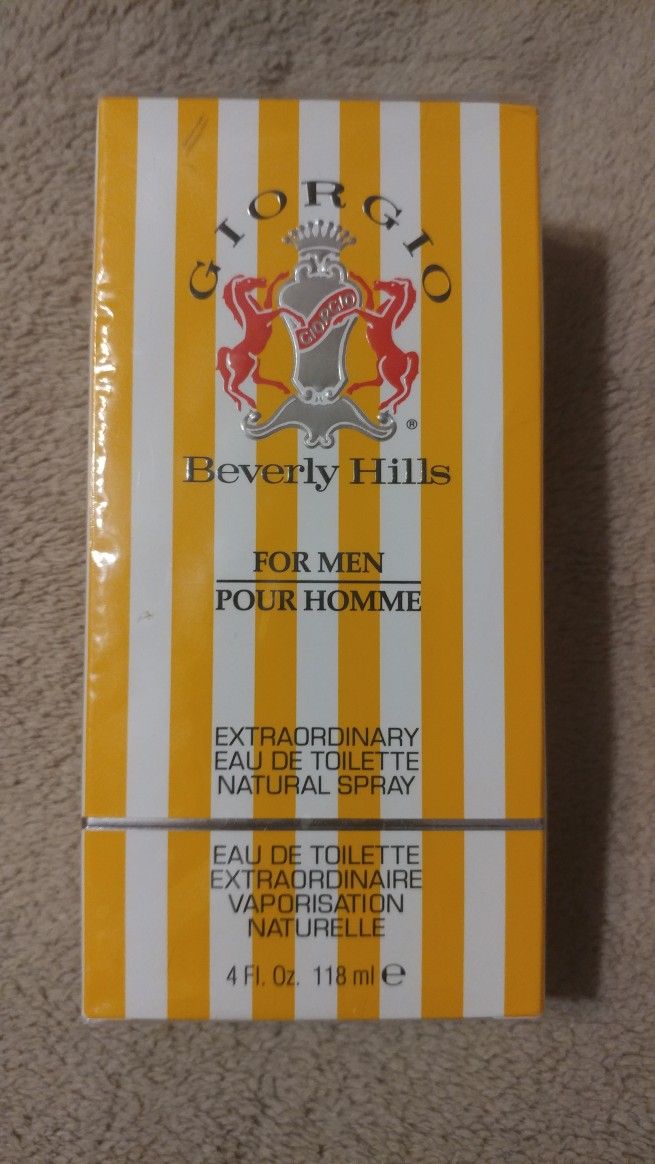 GIORGIO
GIORGIO
®
Beverly Hills
FOR MEN
POUR HOMME
EXTRAORDINARY
EAU DE TOILETTE
NATURAL SPRAY
EAU DE TOILETTE
EXTRAORDINAIRE
VAPORISATION
NATURELLE
4 Fl. Oz. 118 ml ℮